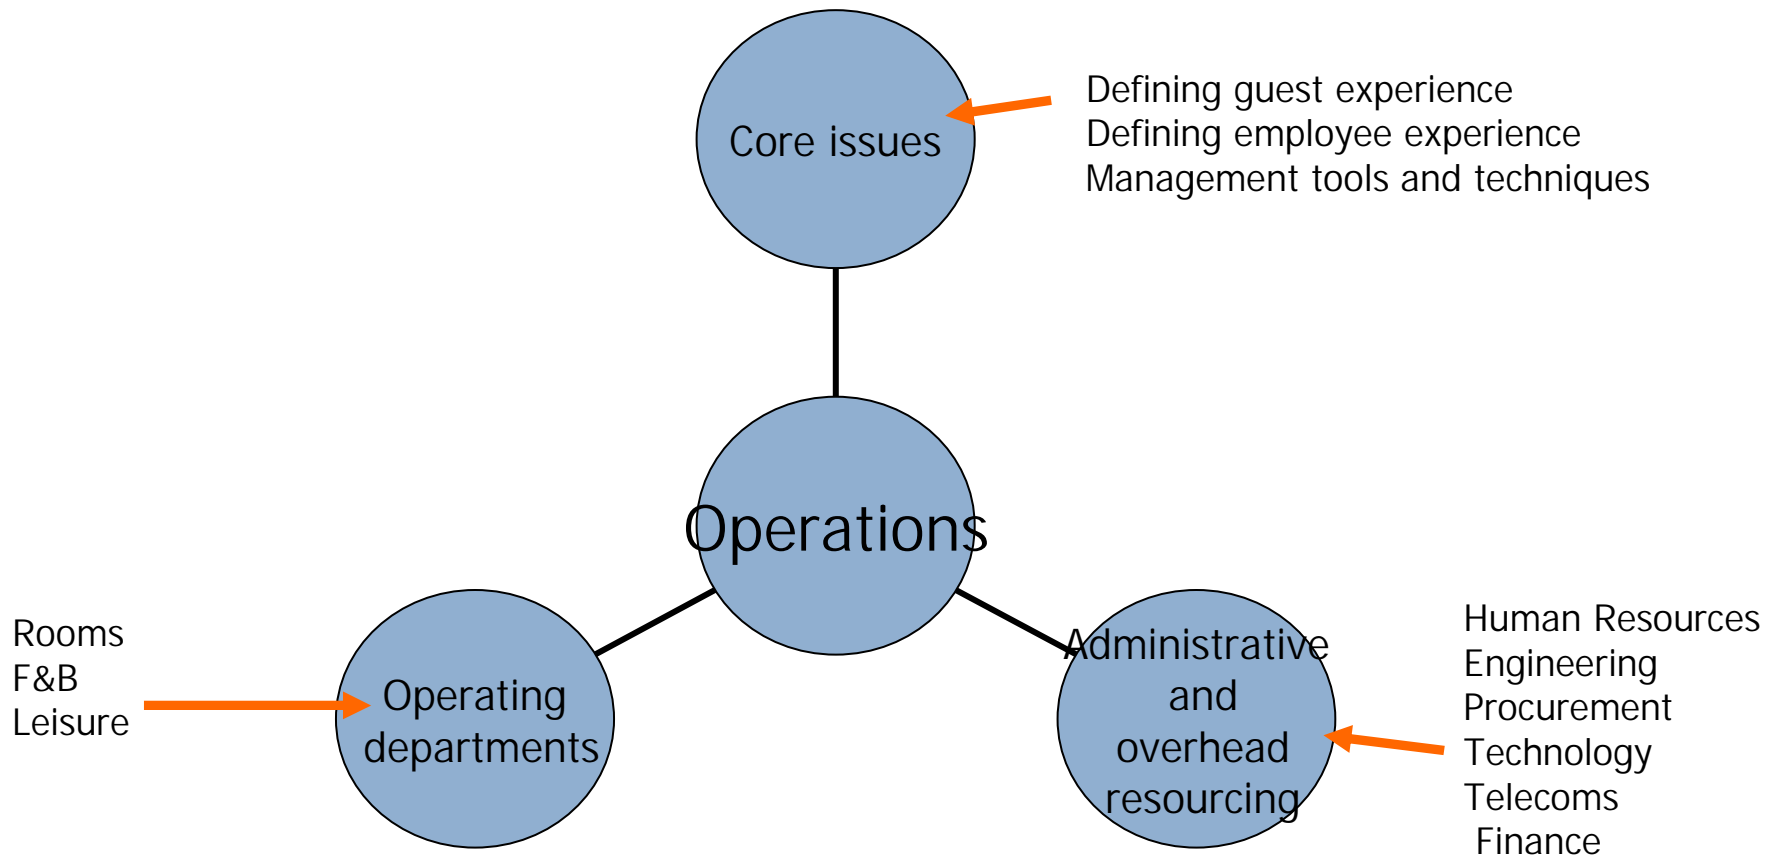 Core issues
Defining guest experience
Defining employee experience
Management tools and techniques
Operations
Rooms
F&B
Leisure
Operating
departments
Administrative
and
overhead
resourcing
Human Resources
Engineering
Procurement
Technology
Telecoms
Finance